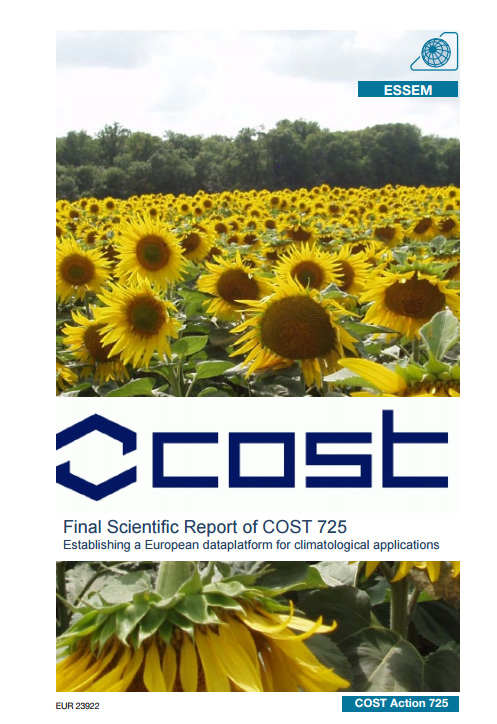 ESSEM
cost
Final Scientific Report of COST 725
Establishing a European dataplatform for climatological applications
EUR 23922
COST Action 725